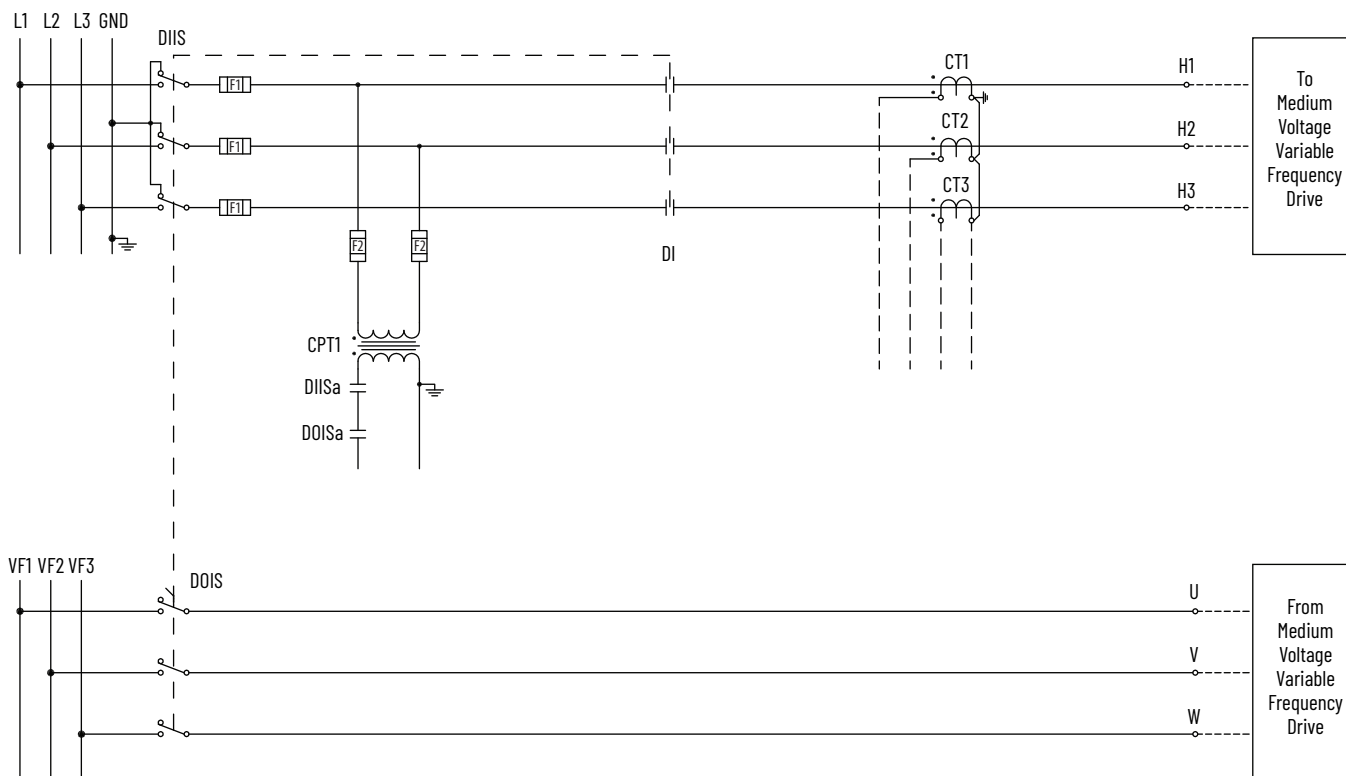 L1 L2 L3 GND
DIIS
F1
F1
F1
F2
F2
DI
CT1
CT2
CT3
H1
H2
H3
To
Medium
Voltage
Variable
Frequency
Drive
CPT1
DIISa
DOISa
VF1 VF2 VF3
DOIS
U
V
W
From
Medium
Voltage
Variable
Frequency
Drive